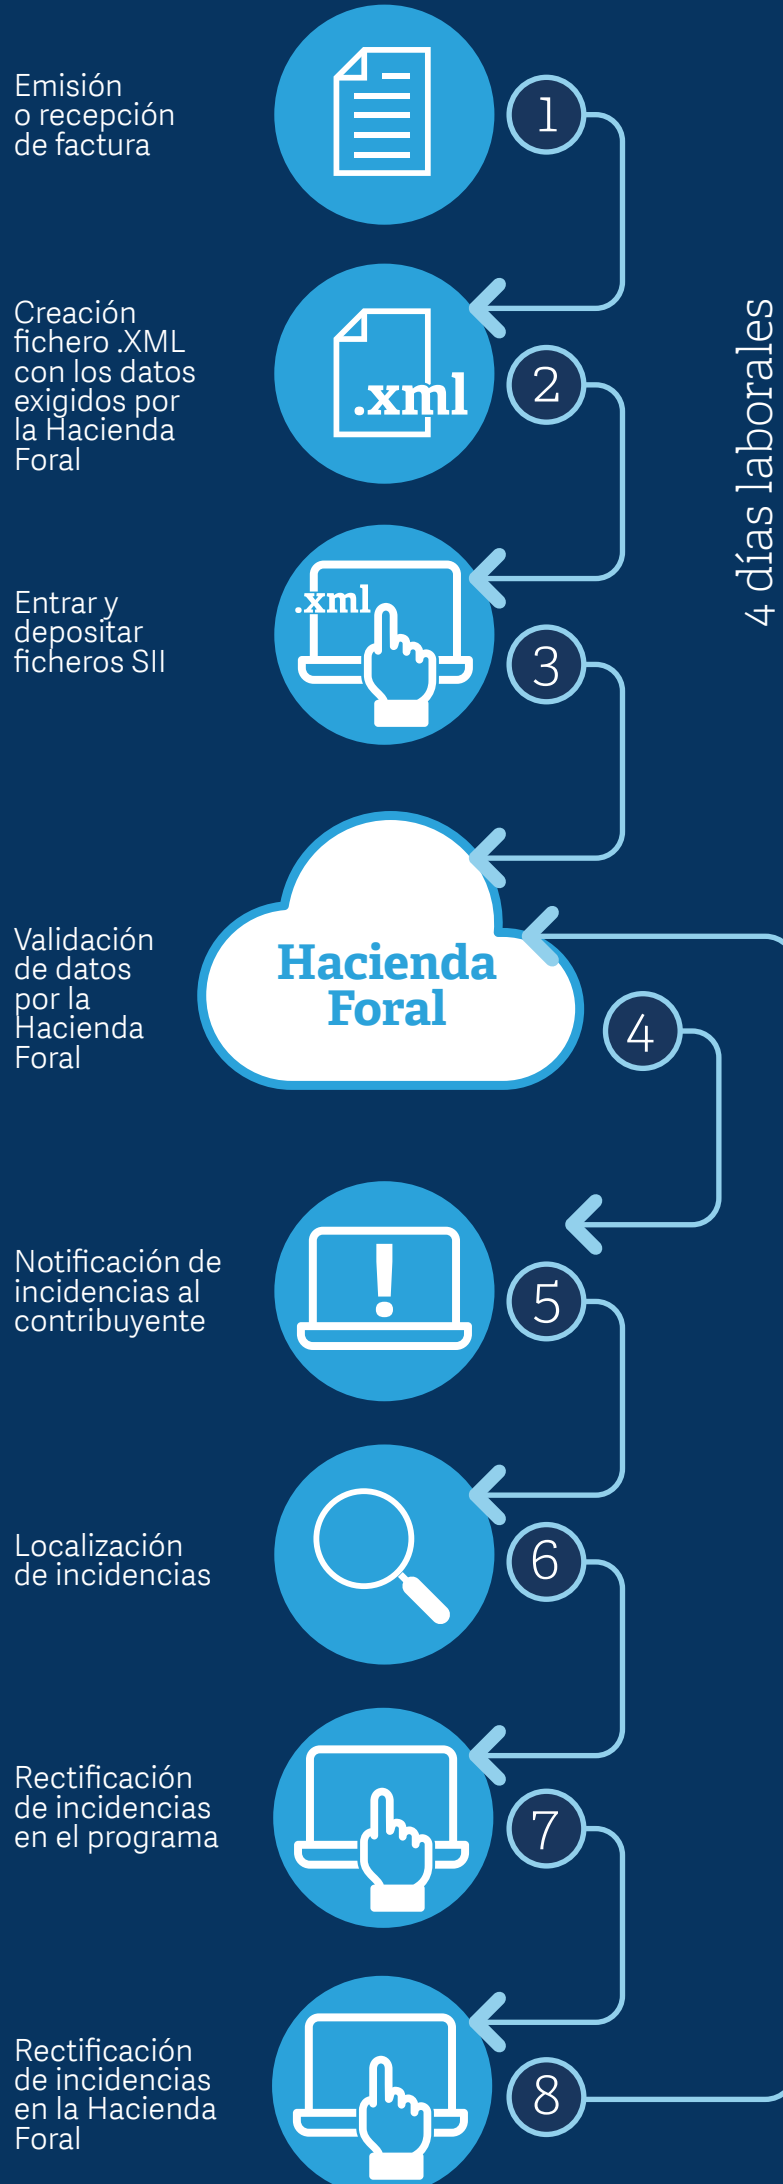 Emisión
o recepción
de factura
1
Creación
fichero .XML
con los datos
exigidos por
la Hacienda
Foral
.xml
2
4 días laborales
Entrar y
depositar
ficheros SII
.xml
3
Validación
de datos
por la
Hacienda
Foral
Hacienda
Foral
4
Notificación de
incidencias al
contribuyente
!
5
Localización
de incidencias
6
Rectificación
de incidencias
en el programa
7
Rectificación
de incidencias
en la Hacienda
Foral
8